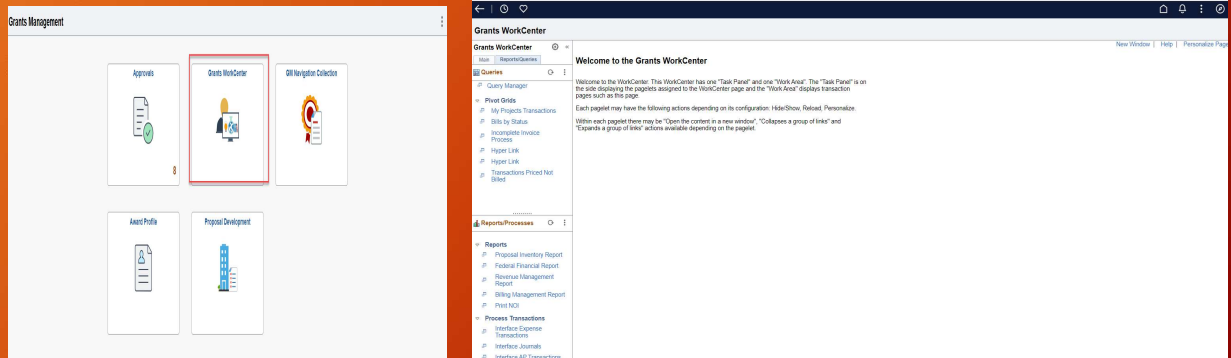 Grants Management
Approvals
Grants WorkCenter
GM Navigation Collection
8
Award Profile
Proposal Development
Grants WorkCenter
New Window | Help | Personalize Page
Grants WorkCenter
Main
Reports/Queries
Queries
Query Manager
Pivot Grids
My Projects Transactions
Bills by Status
Incomplete Invoice
Process
Hyper Link
Hyper Link
Transactions Priced Not
Billed
Reports/Processes
Reports
Proposal Inventory Report
Federal Financial Report
Revenue Management
Report
Billing Management Report
Print NOI
Process Transactions
Interface Expense
Transactions
Interface Journals
Interface AP Transactions
Welcome to the Grants WorkCenter
Welcome to the WorkCenter. This WorkCenter has one "Task Panel" and one "Work Area". The "Task Panel" is on
the side displaying the pagelets assigned to the WorkCenter page and the "Work Area" displays transaction
pages such as this page.
Each pagelet may have the following actions depending on its configuration: Hide/Show, Reload, Personalize.
Within each pagelet there may be "Open the content in a new window", "Collapses a group of links" and
"Expands a group of links" actions available depending on the pagelet.